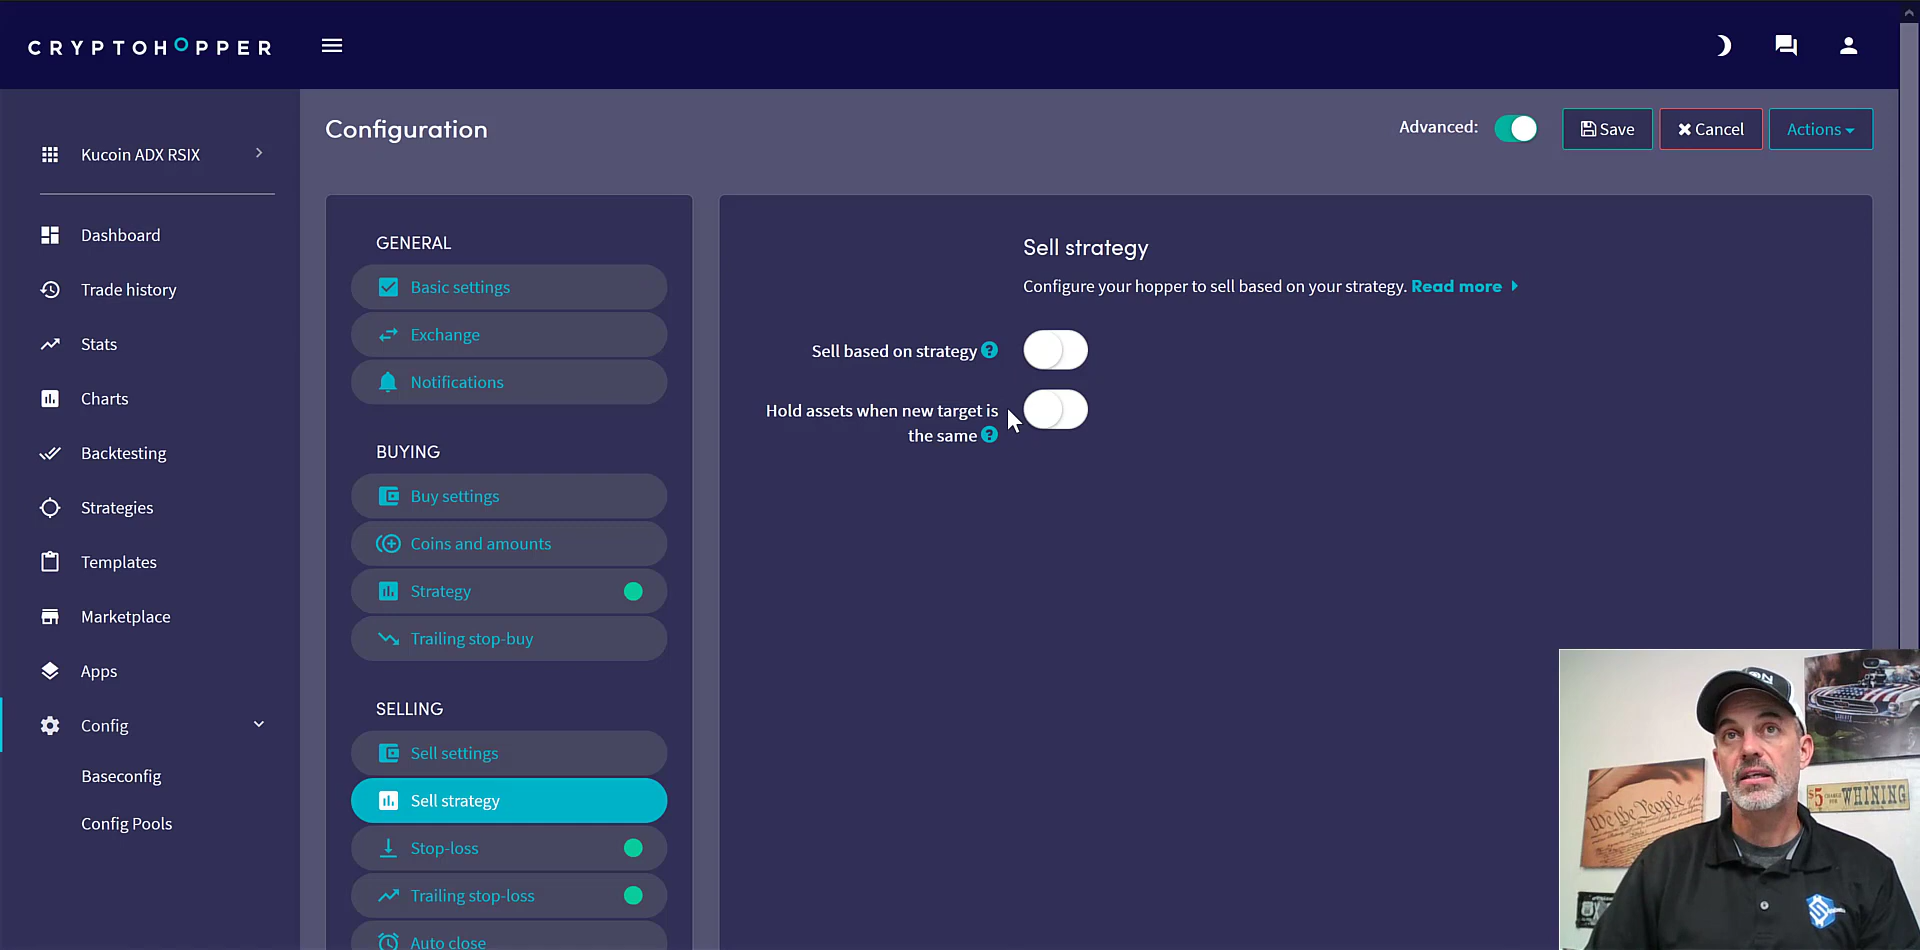 CRYPTOHOPPER
Configuration
Advanced:
Save
Cancel
Actions
Kucoin ADX RSIX
Dashboard
Trade history
Stats
Charts
Backtesting
Strategies
Templates
Marketplace
Apps
Config
Baseconfig
Config Pools
GENERAL
Basic settings
Exchange
Notifications
BUYING
Buy settings
Coins and amounts
Strategy
Trailing stop-buy
SELLING
Sell settings
Sell strategy
Stop-loss
Trailing stop-loss
Auto close
Sell strategy
Configure your hopper to sell based on your strategy. Read more
Sell based on strategy ?
Hold assets when new target is
the same ?
We the People
$5 CHARGE FOR WHINING